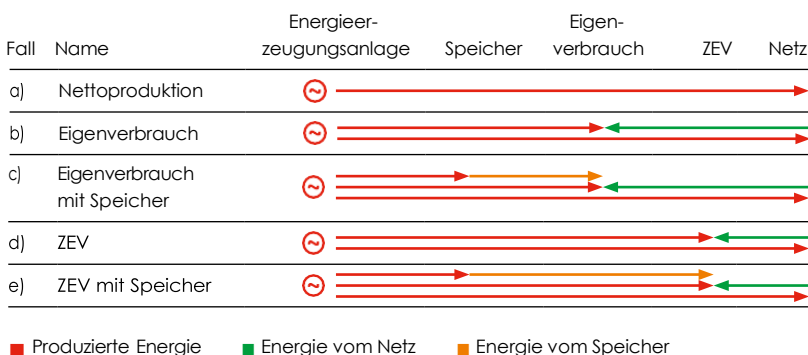 Energieer- Eigen-
Fall Name zeugungsanlage Speicher verbrauch ZEV Netz
a) Nettoproduktion
b) Eigenverbrauch
c) Eigenverbrauch
mit Speicher
d) ZEV
e) ZEV mit Speicher
Produzierte Energie Energie vom Netz Energie vom Speicher